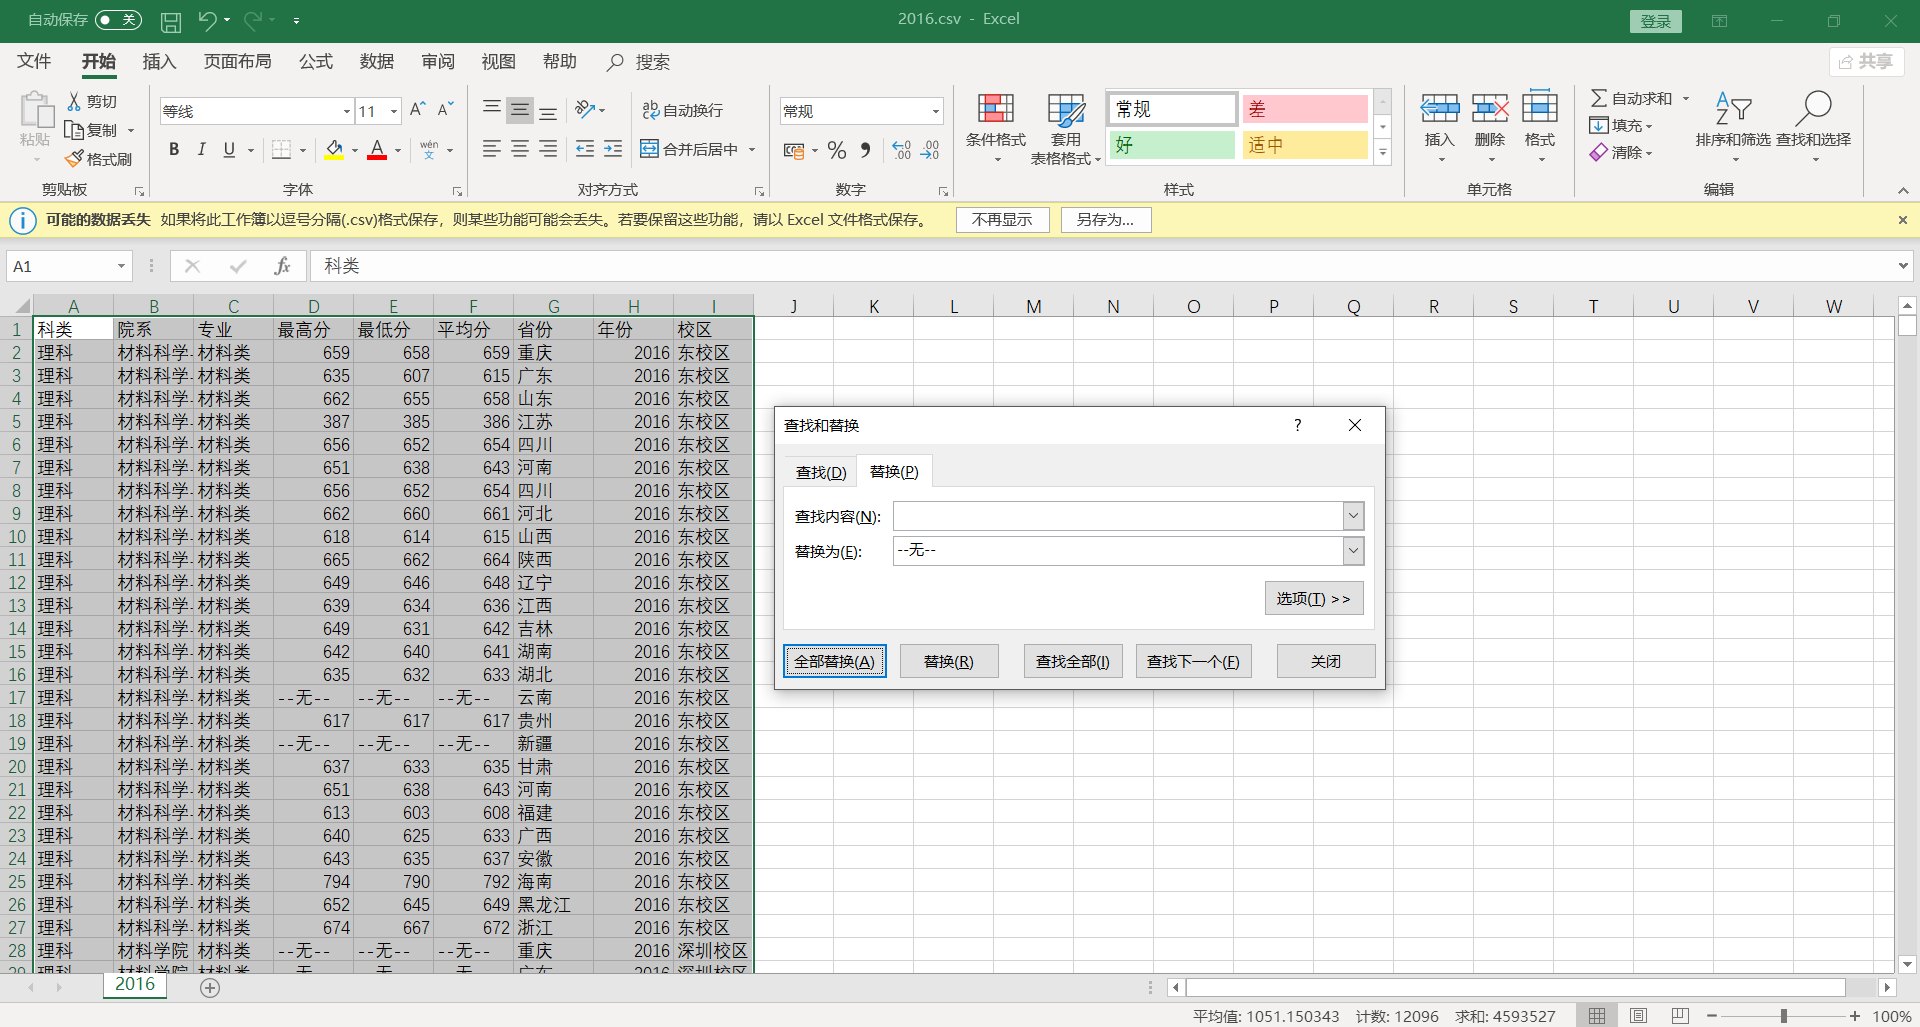 自动保存 关 2016.csv - Excel 登录
文件 开始 插入 页面布局 公式 数据 审阅 视图 帮助 搜索 共享
粘贴 剪切 复制 格式刷 剪贴板
等线 11 A A B I U A wén 文 字体
ab 自动换行 合并后居中 对齐方式
常规 % 数字
条件格式 套用 表格格式 常规 差 好 适中 样式
插入 删除 格式 单元格
自动求和 填充 清除 排序和筛选 查找和选择 编辑
可能的数据丢失 如果将此工作簿以逗号分隔(.csv)格式保存，则某些功能可能会丢失。若要保留这些功能，请以 Excel 文件格式保存。 不再显示 另存为...
A1 fx 科类
A B C D E F G H I J K L M N O P Q R S T U V W
1 科类 院系 专业 最高分 最低分 平均分 省份 年份 校区
2 理科 材料科学 材料类 659 658 659 重庆 2016 东校区
3 理科 材料科学 材料类 635 607 615 广东 2016 东校区
4 理科 材料科学 材料类 662 655 658 山东 2016 东校区
5 理科 材料科学 材料类 387 385 386 江苏 2016 东校区
6 理科 材料科学 材料类 656 652 654 四川 2016 东校区
7 理科 材料科学 材料类 651 638 643 河南 2016 东校区
8 理科 材料科学 材料类 656 652 654 四川 2016 东校区
9 理科 材料科学 材料类 662 660 661 河北 2016 东校区
10 理科 材料科学 材料类 618 614 615 山西 2016 东校区
11 理科 材料科学 材料类 665 662 664 陕西 2016 东校区
12 理科 材料科学 材料类 649 646 648 辽宁 2016 东校区
13 理科 材料科学 材料类 639 634 636 江西 2016 东校区
14 理科 材料科学 材料类 649 631 642 吉林 2016 东校区
15 理科 材料科学 材料类 642 640 641 湖南 2016 东校区
16 理科 材料科学 材料类 635 632 633 湖北 2016 东校区
17 理科 材料科学 材料类 --无-- --无-- --无-- 云南 2016 东校区
18 理科 材料科学 材料类 617 617 617 贵州 2016 东校区
19 理科 材料科学 材料类 --无-- --无-- --无-- 新疆 2016 东校区
20 理科 材料科学 材料类 637 633 635 甘肃 2016 东校区
21 理科 材料科学 材料类 651 638 643 河南 2016 东校区
22 理科 材料科学 材料类 613 603 608 福建 2016 东校区
23 理科 材料科学 材料类 640 625 633 广西 2016 东校区
24 理科 材料科学 材料类 643 635 637 安徽 2016 东校区
25 理科 材料科学 材料类 794 790 792 海南 2016 东校区
26 理科 材料科学 材料类 652 645 649 黑龙江 2016 东校区
27 理科 材料科学 材料类 674 667 672 浙江 2016 东校区
28 理科 材料学院 材料类 --无-- --无-- --无-- 重庆 2016 深圳校区
查找和替换 ?
查找(D) 替换(P)
查找内容(N):
替换为(E): --无--
选项(T) >>
全部替换(A) 替换(R) 查找全部(I) 查找下一个(F) 关闭
2016
平均值: 1051.150343 计数: 12096 求和: 4593527 100%